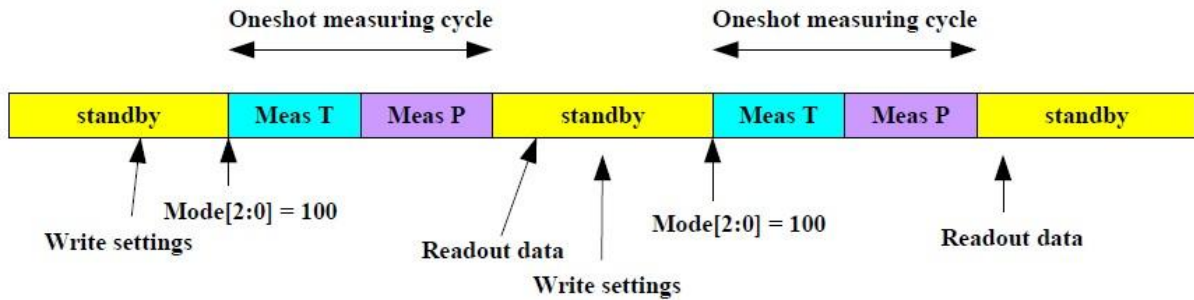 Oneshot measuring cycle
Oneshot measuring cycle
standby
Meas T
Meas P
standby
Meas T
Meas P
standby
Mode[2:0] = 100
Write settings
Readout data
Mode[2:0] = 100
Write settings
Readout data